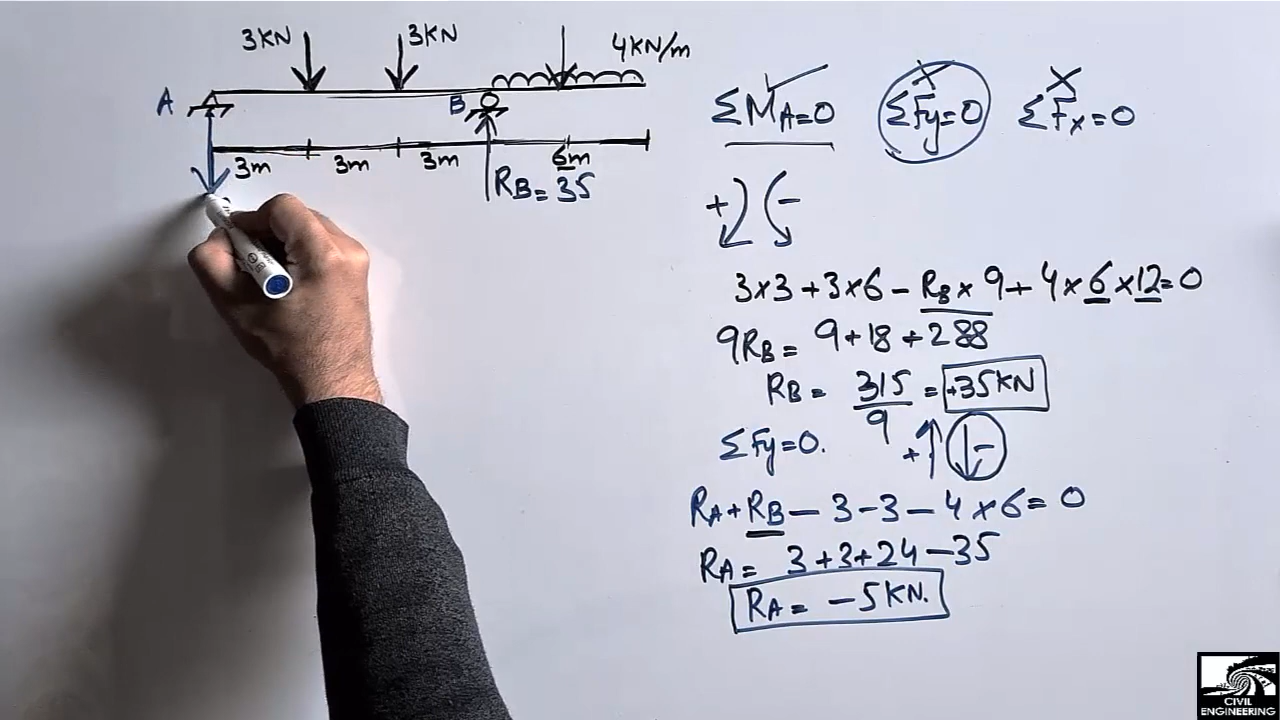 3KN 3KN 4KN/m
A B
3m 3m 3m 6m
RB = 35
ΣMA=0 ΣFy=0 ΣFx=0
+ −
3×3+3×6−RB×9+4×6×12=0
9RB= 9+18+288
RB = 315/9 = +35KN
ΣFy=0. + −
RA+RB−3−3−4×6=0
RA= 3+3+24−35
RA= −5KN.
CIVIL
ENGINEERING